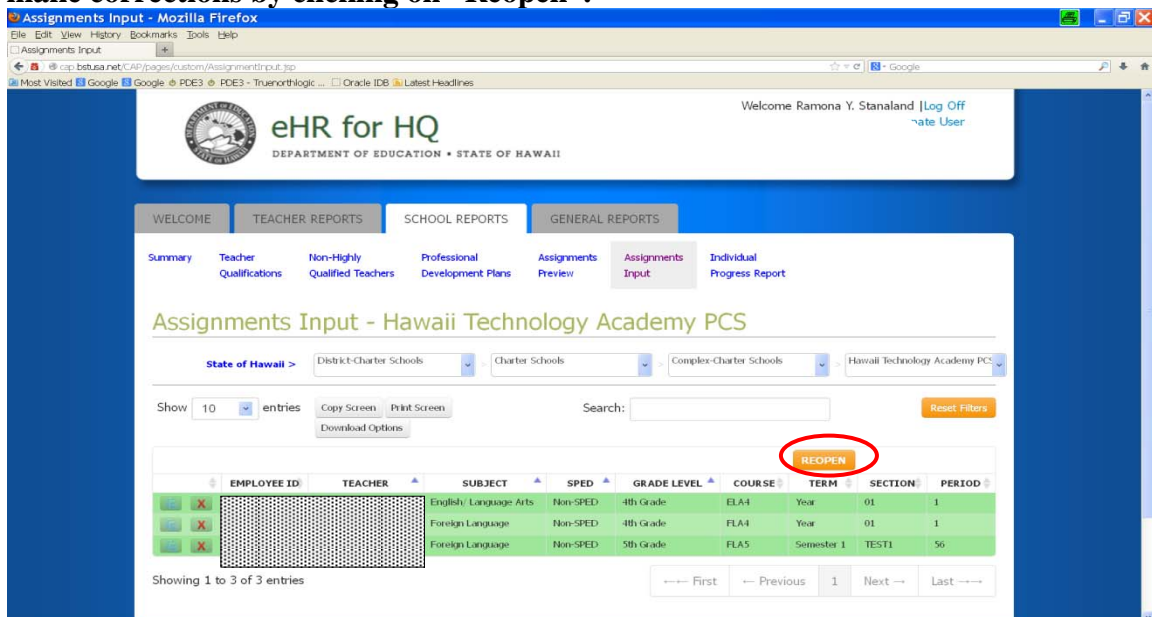 make corrections by clicking on "Reopen".
Assignments Input - Mozilla Firefox
File Edit View History Bookmarks Tools Help
Assignments Input +
cap.bstusa.net/CAP/pages/custom/AssignmentInput.jsp Google
Most Visited Google Google PDE3 PDE3 - Truenorthlogic ... Oracle IDB Latest Headlines
Welcome Ramona Y. Stanaland |Log Off
ate User
eHR for HQ
DEPARTMENT OF EDUCATION • STATE OF HAWAII
WELCOME TEACHER REPORTS SCHOOL REPORTS GENERAL REPORTS
Summary Teacher Non-Highly Professional Assignments Assignments Individual
Qualifications Qualified Teachers Development Plans Preview Input Progress Report
Assignments Input - Hawaii Technology Academy PCS
State of Hawaii > District-Charter Schools > Charter Schools > Complex-Charter Schools > Hawaii Technology Academy PCS
Show 10 entries Copy Screen Print Screen Search: Reset Filters
Download Options
REOPEN
EMPLOYEE ID TEACHER SUBJECT SPED GRADE LEVEL COURSE TERM SECTION PERIOD
X English/ Language Arts Non-SPED 4th Grade ELA4 Year 01 1
X Foreign Language Non-SPED 4th Grade FLA4 Year 01 1
X Foreign Language Non-SPED 5th Grade FLA5 Semester 1 TEST1 56
Showing 1 to 3 of 3 entries ←← First ← Previous 1 Next → Last →→